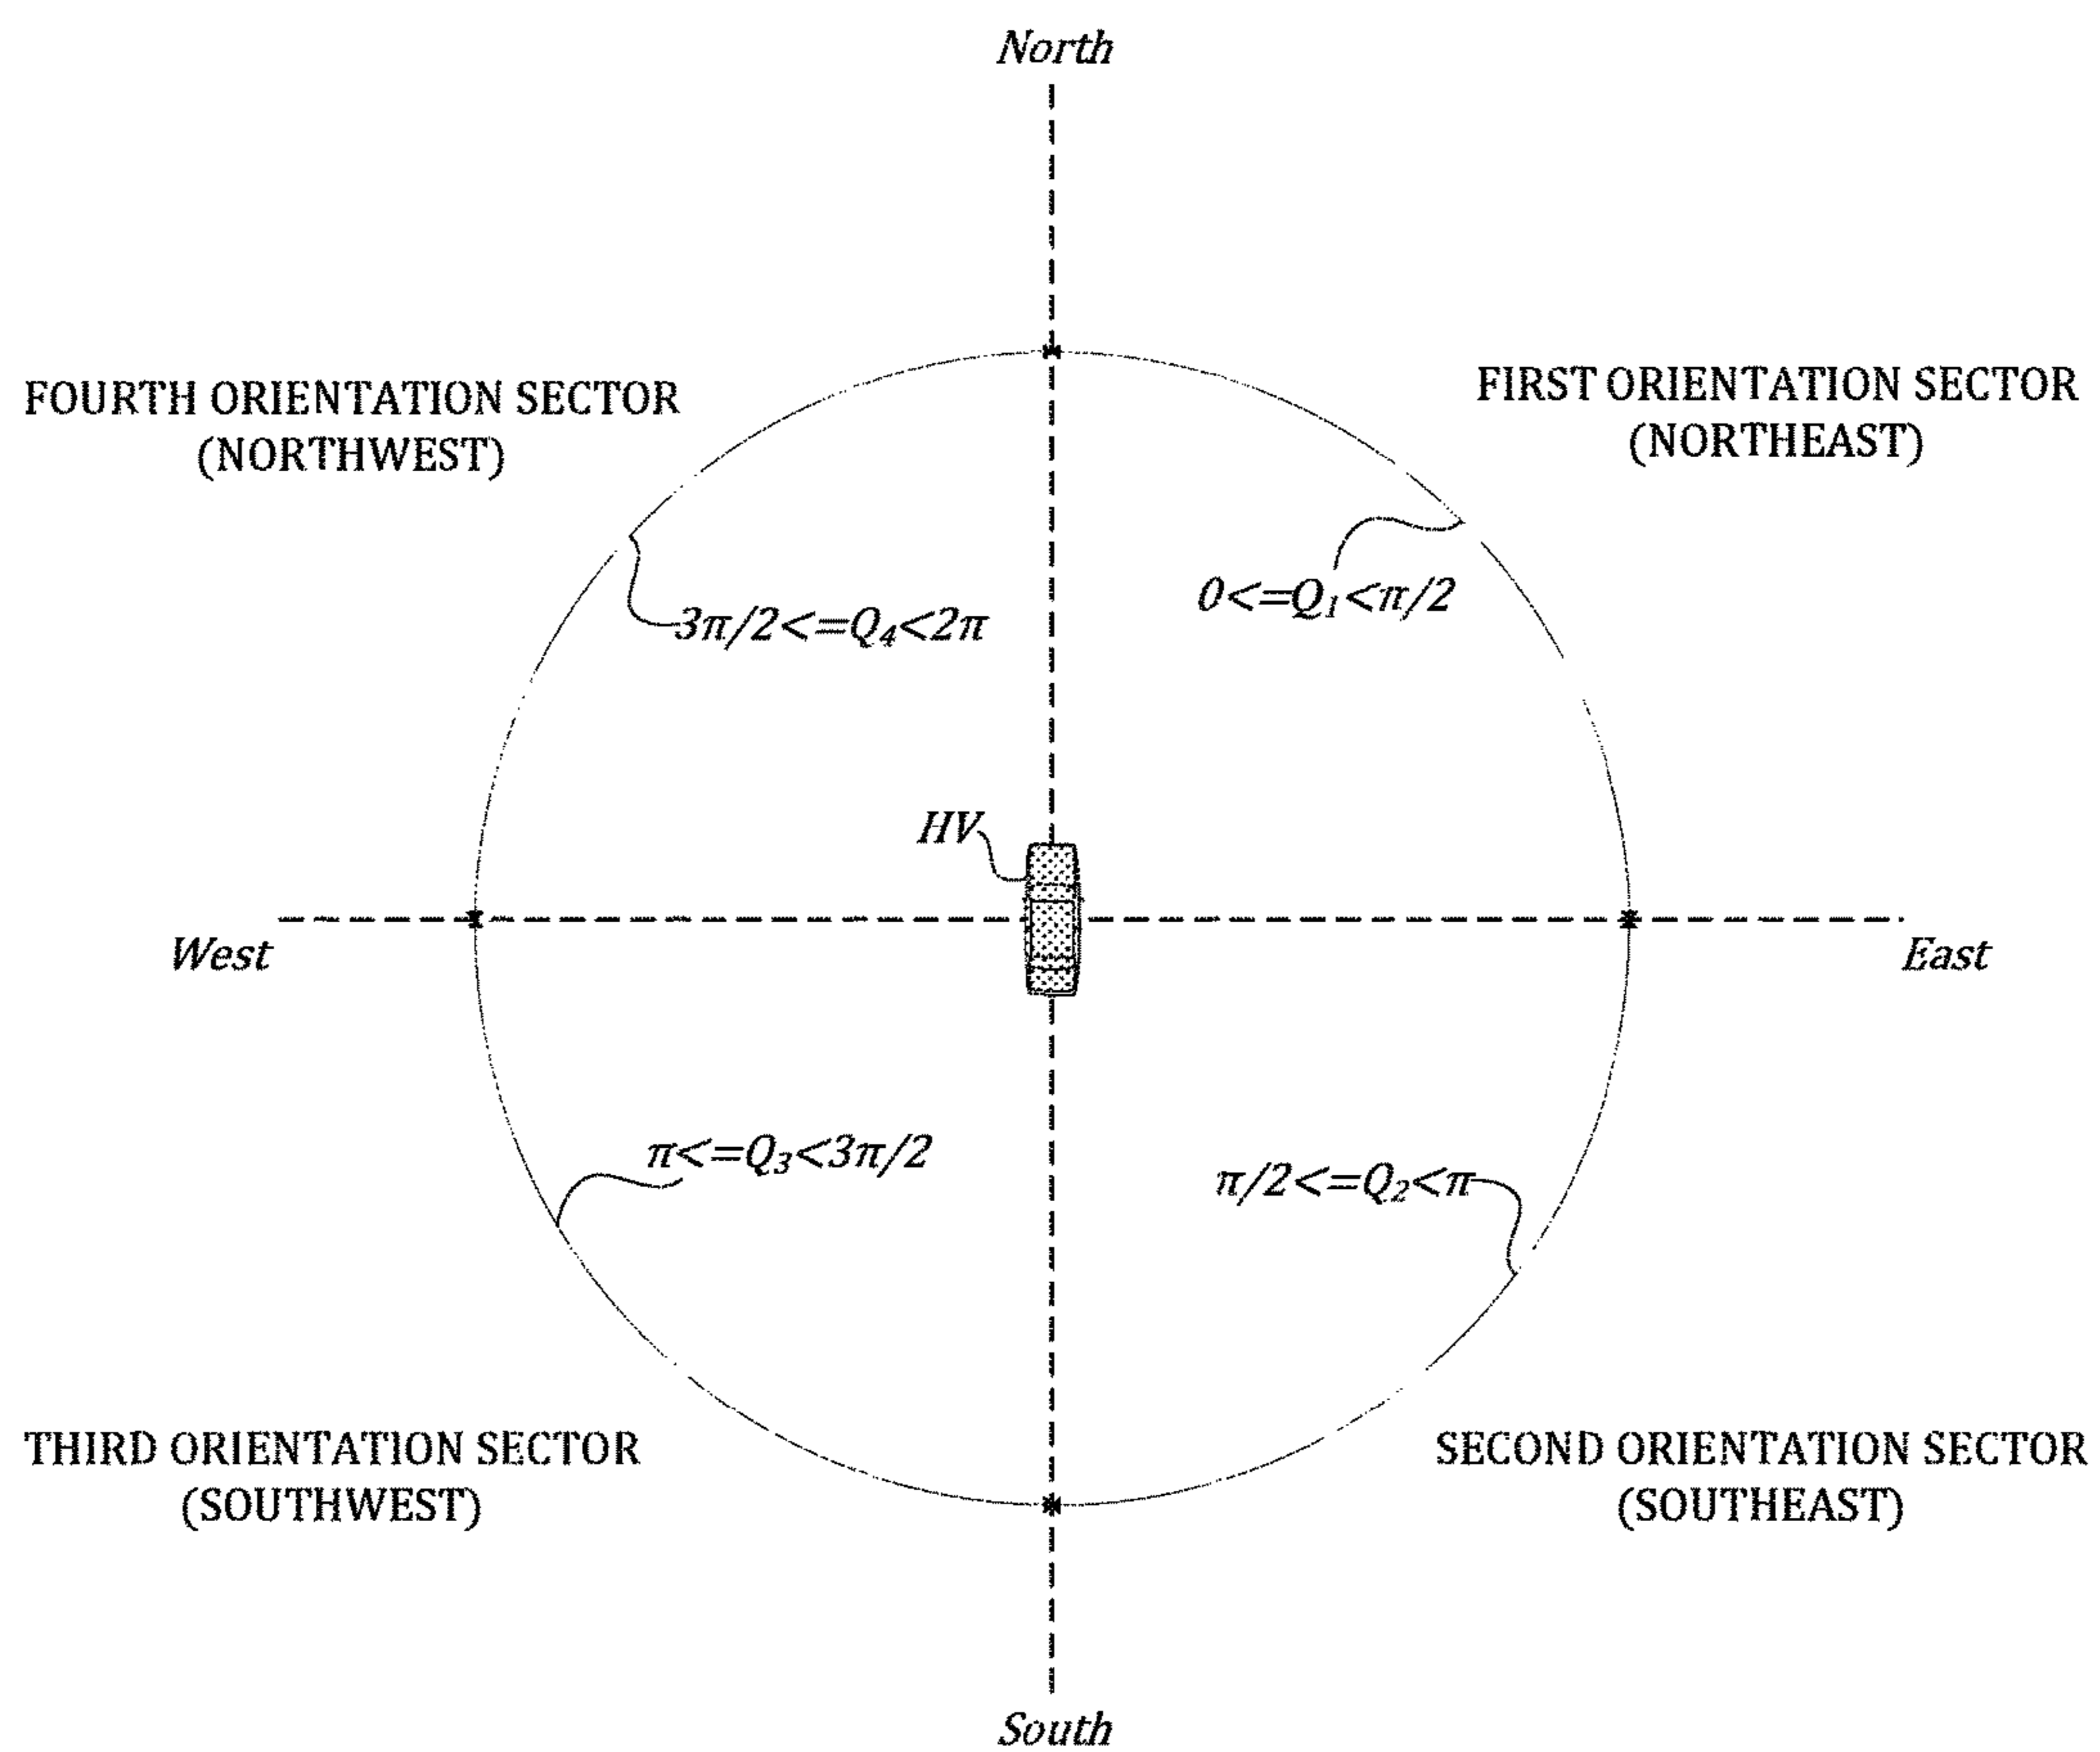 North
FOURTH ORIENTATION SECTOR
(NORTHWEST)
FIRST ORIENTATION SECTOR
(NORTHEAST)
0<=Q₁<π/2
3π/2<=Q₄<2π
HV
West
East
π<=Q₃<3π/2
π/2<=Q₂<π
THIRD ORIENTATION SECTOR
(SOUTHWEST)
SECOND ORIENTATION SECTOR
(SOUTHEAST)
South